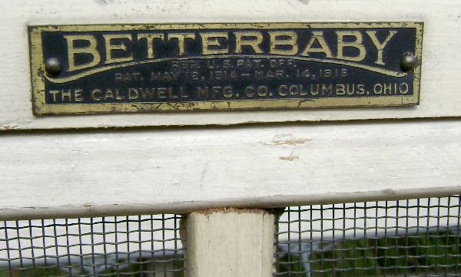 BETTERBABY
REG. U.S. PAT. OFF.
PAT. MAY 12, 1914 - MAR. 14, 1916
THE CALDWELL MFG. CO. COLUMBUS, OHIO